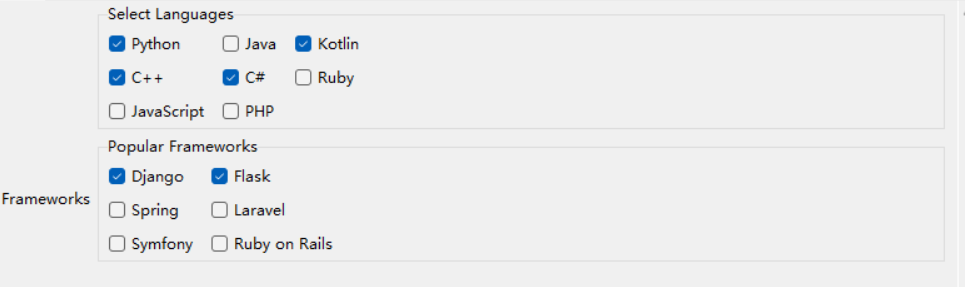 Select Languages
Python Java Kotlin
C++ C# Ruby
JavaScript PHP
Popular Frameworks
Django Flask
Frameworks
Spring Laravel
Symfony Ruby on Rails